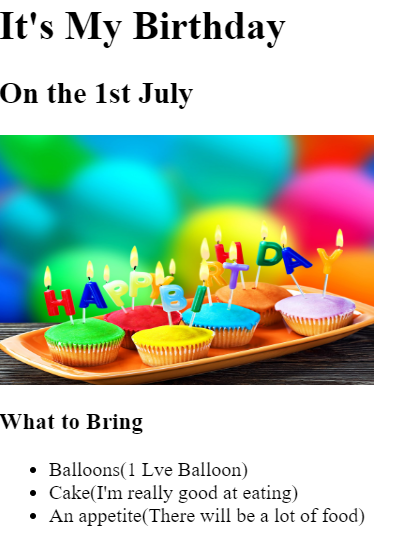 It's My Birthday
On the 1st July
HAPPY BIRTHDAY
What to Bring
Balloons(1 Lve Balloon)
Cake(I'm really good at eating)
An appetite(There will be a lot of food)